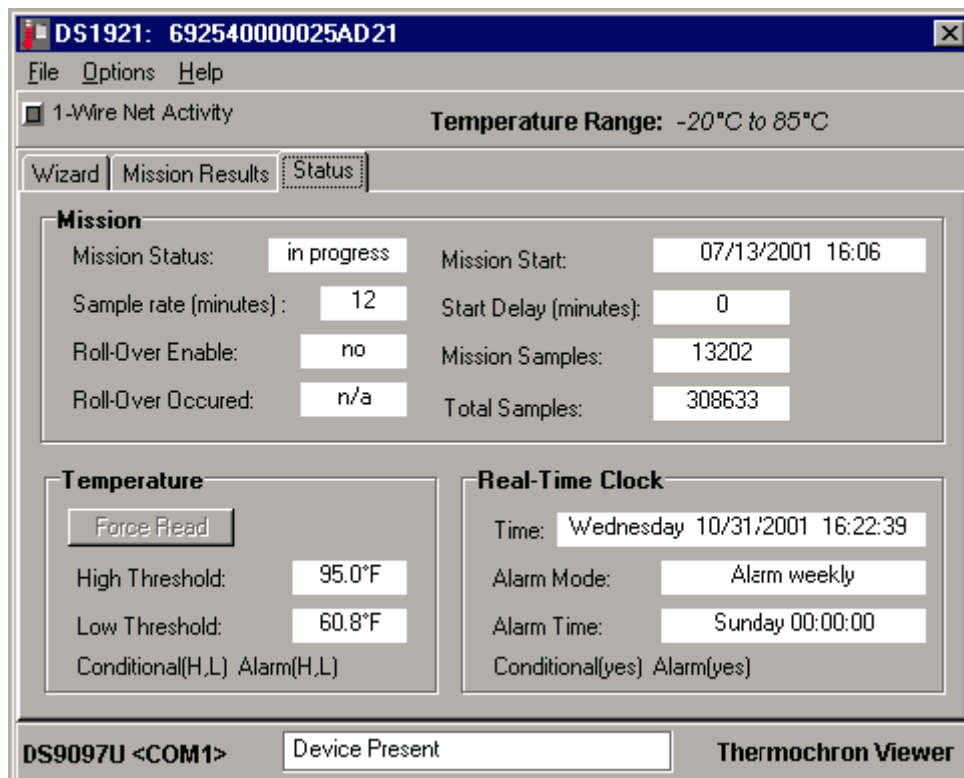 DS1921: 692540000025AD21
File Options Help
1-Wire Net Activity
Temperature Range: -20°C to 85°C
Wizard Mission Results Status
Mission
Mission Status: in progress
Mission Start: 07/13/2001 16:06
Sample rate (minutes) : 12
Start Delay (minutes): 0
Roll-Over Enable: no
Mission Samples: 13202
Roll-Over Occured: n/a
Total Samples: 308633
Temperature
Force Read
High Threshold: 95.0°F
Low Threshold: 60.8°F
Conditional(H,L) Alarm(H,L)
Real-Time Clock
Time: Wednesday 10/31/2001 16:22:39
Alarm Mode: Alarm weekly
Alarm Time: Sunday 00:00:00
Conditional(yes) Alarm(yes)
DS9097U <COM1> Device Present Thermochron Viewer